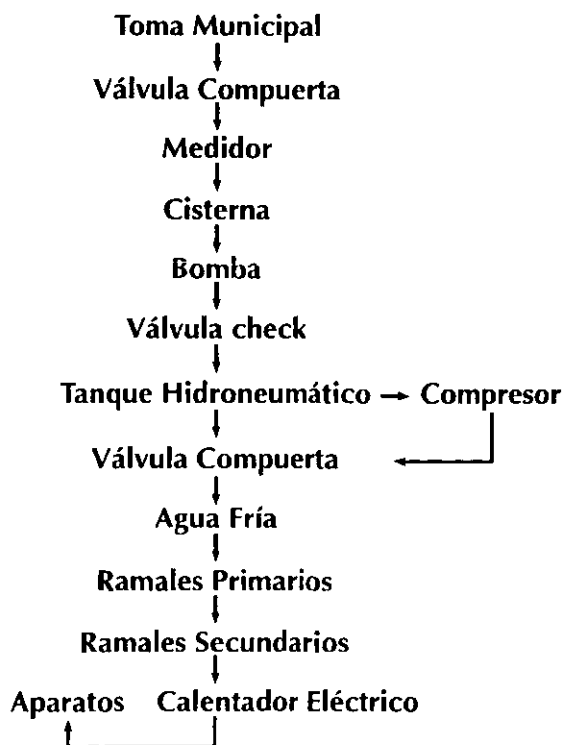 Toma Municipal
Válvula Compuerta
Medidor
Cisterna
Bomba
Válvula check
Tanque Hidroneumático → Compresor
Válvula Compuerta
Agua Fría
Ramales Primarios
Ramales Secundarios
Aparatos Calentador Eléctrico